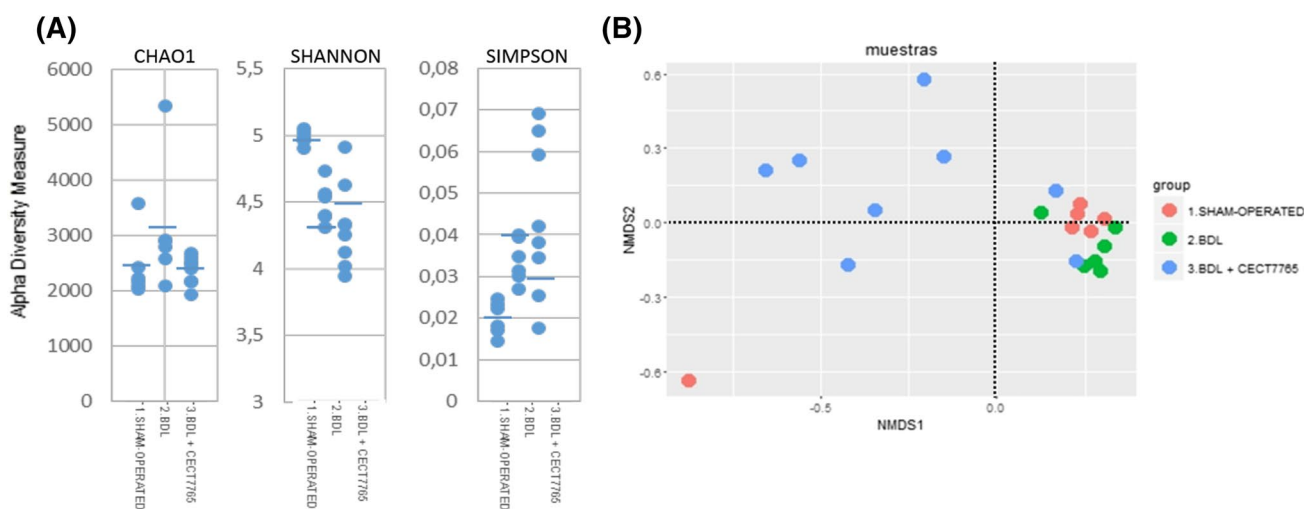 (A)
CHAO1
SHANNON
SIMPSON
Alpha Diversity Measure
6000
5000
4000
3000
2000
1000
0
5,5
5
4,5
4
3,5
3
0,08
0,07
0,06
0,05
0,04
0,03
0,02
0,01
0
1.SHAM-OPERATED
2.BDL
3.BDL + CECT7765
1.SHAM-OPERATED
2.BDL
3.BDL + CECT7765
1.SHAM-OPERATED
2.BDL
3.BDL + CECT7765
(B)
muestras
NMDS2
0.6
0.3
0.0
-0.3
-0.6
-0.5
0.0
NMDS1
group
1.SHAM-OPERATED
2.BDL
3.BDL + CECT7765